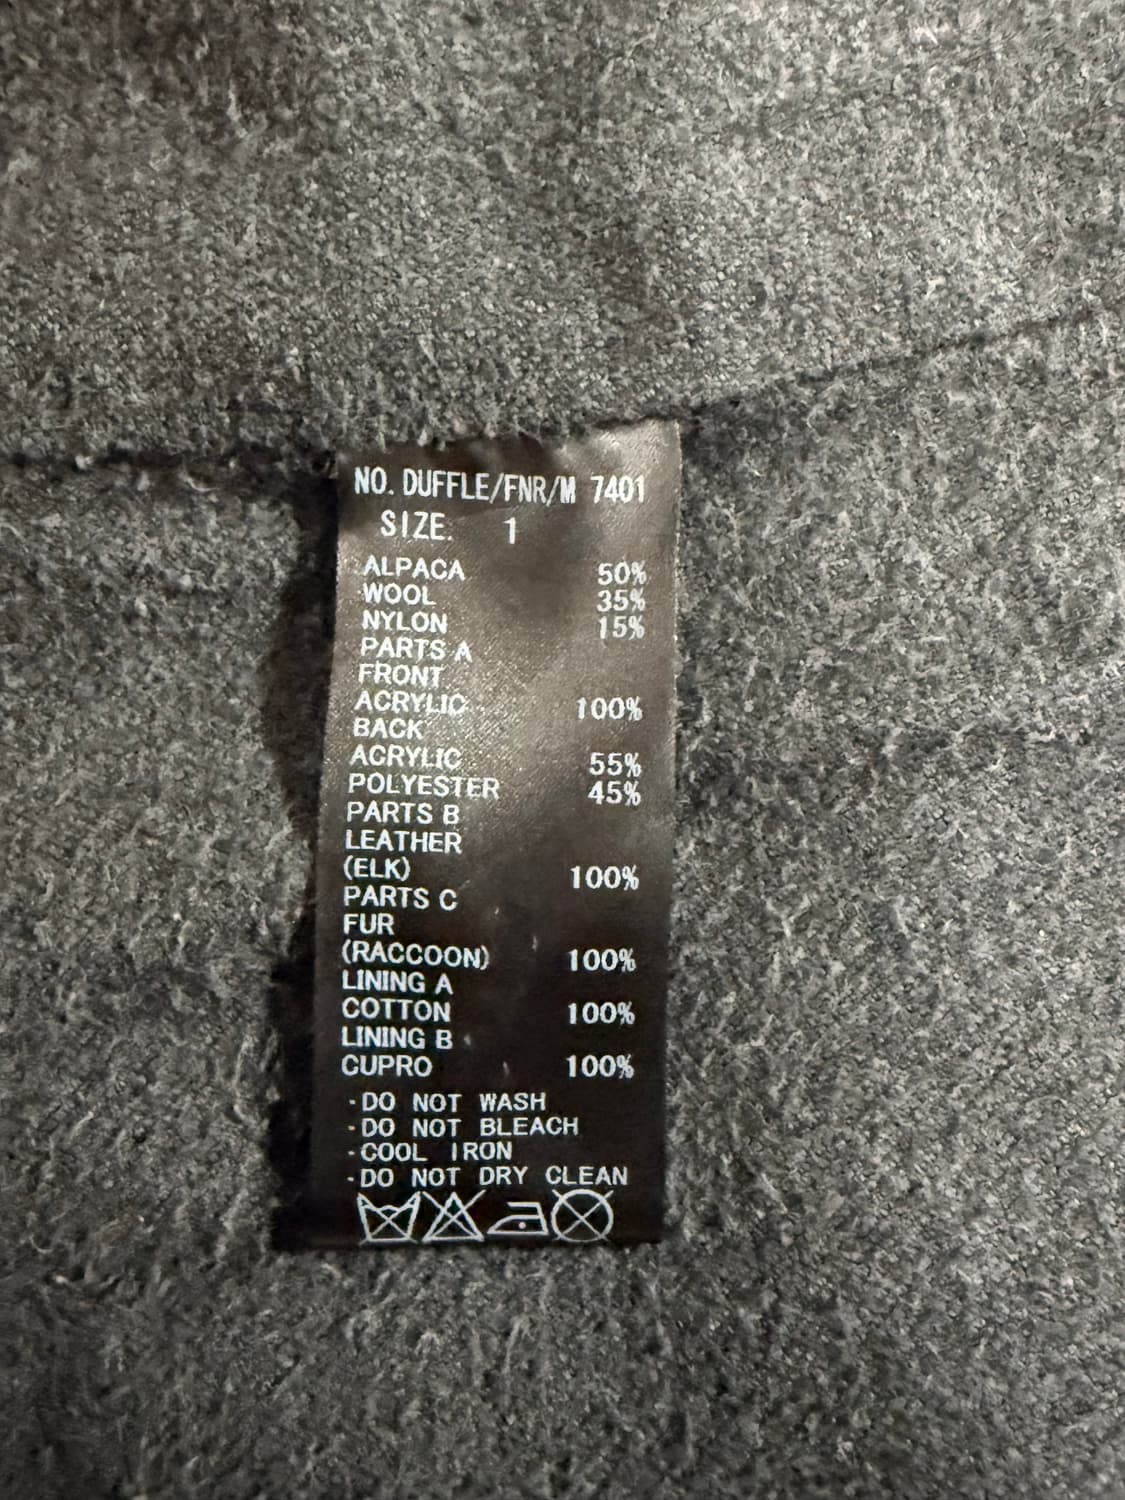 NO. DUFFLE/FNR/M 7401
SIZE. 1
ALPACA 50%
WOOL 35%
NYLON 15%
PARTS A
FRONT
ACRYLIC 100%
BACK
ACRYLIC 55%
POLYESTER 45%
PARTS B
LEATHER
(ELK) 100%
PARTS C
FUR
(RACCOON) 100%
LINING A
COTTON 100%
LINING B
CUPRO 100%
·DO NOT WASH
·DO NOT BLEACH
·COOL IRON
·DO NOT DRY CLEAN